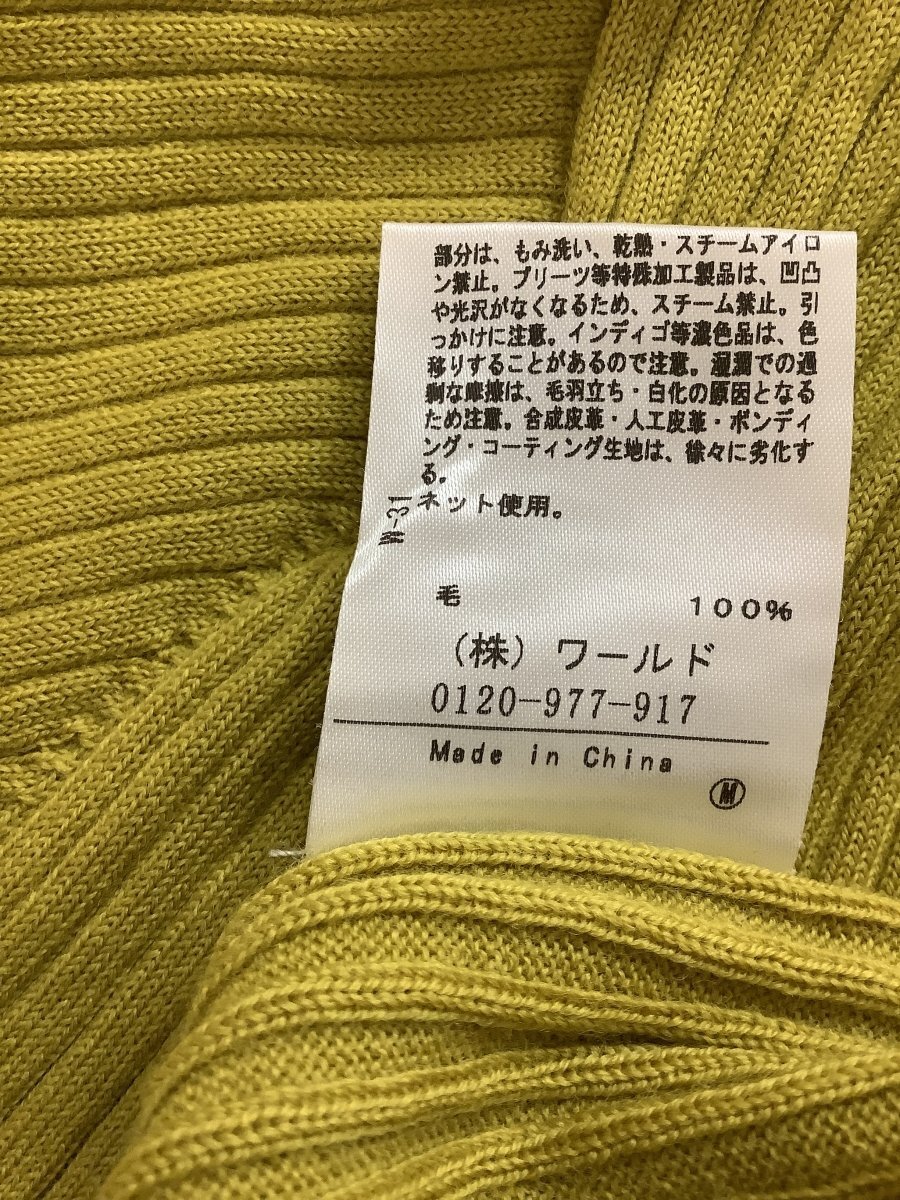 部分は、もみ洗い、乾熱・スチームアイロ
ン禁止。プリーツ等特殊加工製品は、凹凸
や光沢がなくなるため、スチーム禁止。引
っかけに注意。インディゴ等濃色品は、色
移りすることがあるので注意。湿潤での過
剰な摩擦は、毛羽立ち・白化の原因となる
ため注意。合成皮革・人工皮革・ボンディ
ング・コーティング生地は、徐々に劣化す
る。
ネット使用。
W-31
毛 100%
(株)ワールド
0120-977-917
Made in China
M